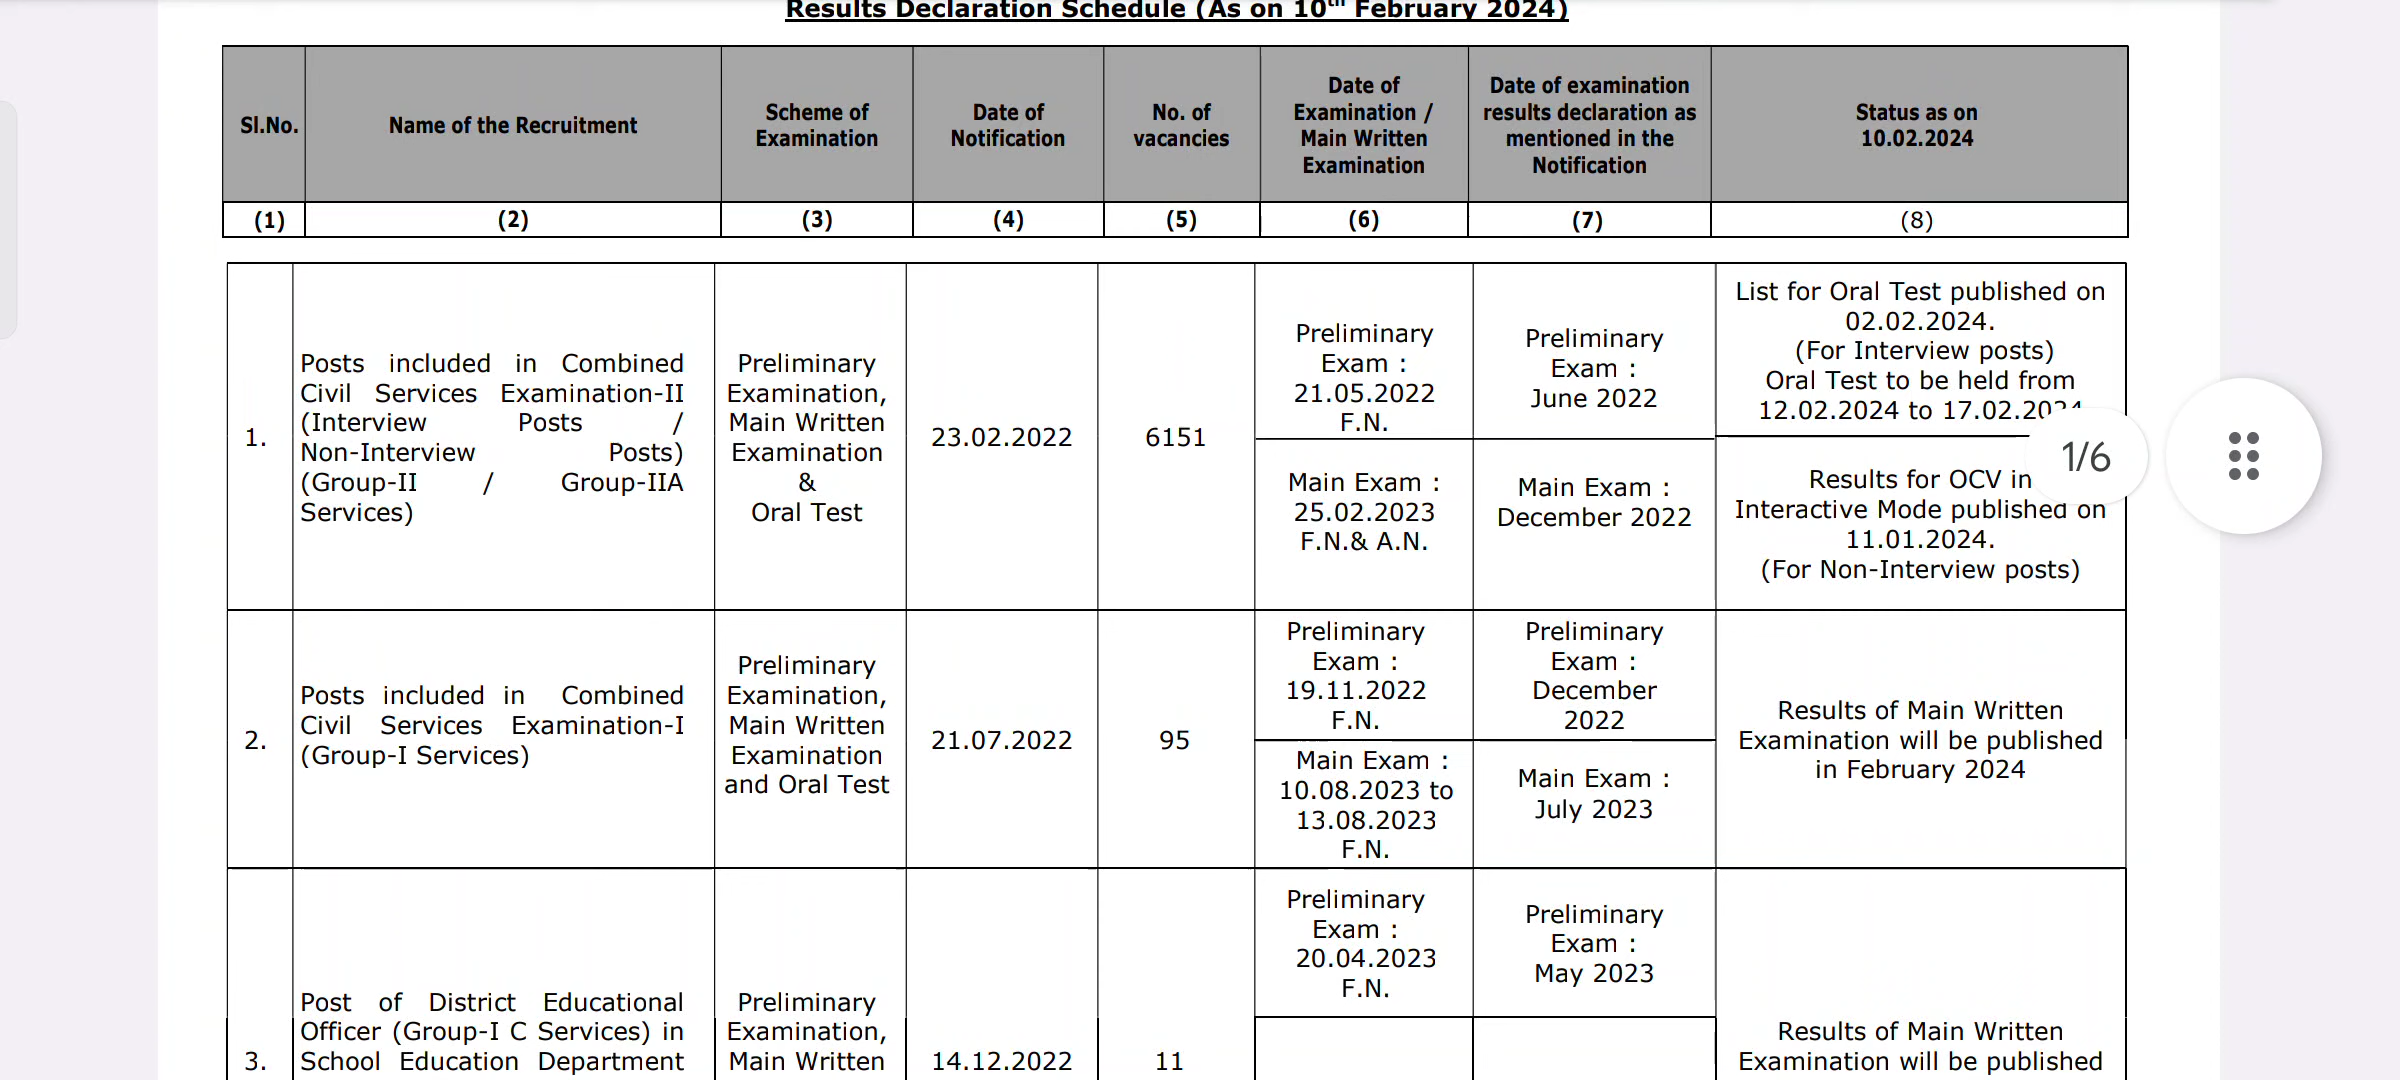 Results Declaration Schedule (As on 10th February 2024)
Sl.No.
Name of the Recruitment
Scheme of
Examination
Date of
Notification
No. of
vacancies
Date of
Examination /
Main Written
Examination
Date of examination
results declaration as
mentioned in the
Notification
Status as on
10.02.2024
(1)
(2)
(3)
(4)
(5)
(6)
(7)
(8)
1.
Posts included in Combined
Civil Services Examination-II
(Interview Posts /
Non-Interview Posts)
(Group-II / Group-IIA
Services)
Preliminary
Examination,
Main Written
Examination
&
Oral Test
23.02.2022
6151
Preliminary
Exam :
21.05.2022
F.N.
Main Exam :
25.02.2023
F.N.& A.N.
Preliminary
Exam :
June 2022
Main Exam :
December 2022
List for Oral Test published on
02.02.2024.
(For Interview posts)
Oral Test to be held from
12.02.2024 to 17.02.2024
Results for OCV in
Interactive Mode published on
11.01.2024.
(For Non-Interview posts)
1/6
2.
Posts included in Combined
Civil Services Examination-I
(Group-I Services)
Preliminary
Examination,
Main Written
Examination
and Oral Test
21.07.2022
95
Preliminary
Exam :
19.11.2022
F.N.
Main Exam :
10.08.2023 to
13.08.2023
F.N.
Preliminary
Exam :
December
2022
Main Exam :
July 2023
Results of Main Written
Examination will be published
in February 2024
3.
Post of District Educational
Officer (Group-I C Services) in
School Education Department
Preliminary
Examination,
Main Written
14.12.2022
11
Preliminary
Exam :
20.04.2023
F.N.
Preliminary
Exam :
May 2023
Results of Main Written
Examination will be published